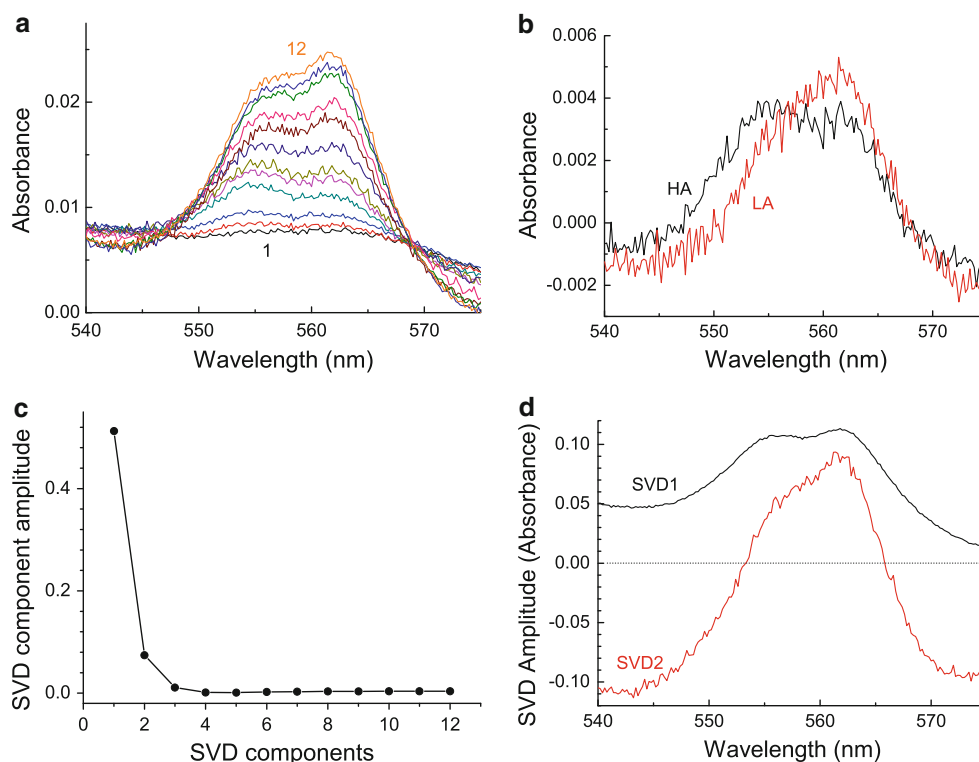 a
12
1
0.02
0.01
0.00
540
550
560
570
Absorbance
Wavelength (nm)
b
HA
LA
0.006
0.004
0.002
0.000
-0.002
540
550
560
570
Absorbance
Wavelength (nm)
c
0.4
0.2
0.0
0
2
4
6
8
10
12
SVD component amplitude
SVD components
d
SVD1
SVD2
0.10
0.05
0.00
-0.05
-0.10
540
550
560
570
SVD Amplitude (Absorbance)
Wavelength (nm)